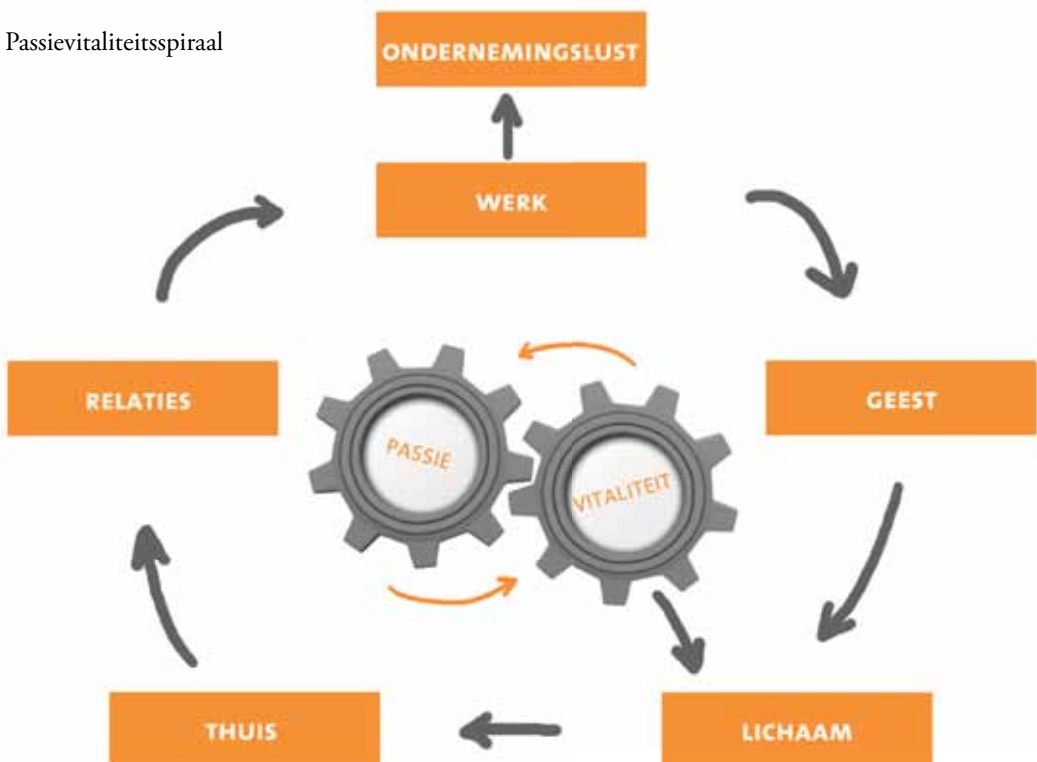 Passievitaliteitsspiraal
ONDERNEMINGSLUST
WERK
RELATIES
GEEST
PASSIE
VITALITEIT
THUIS
LICHAAM